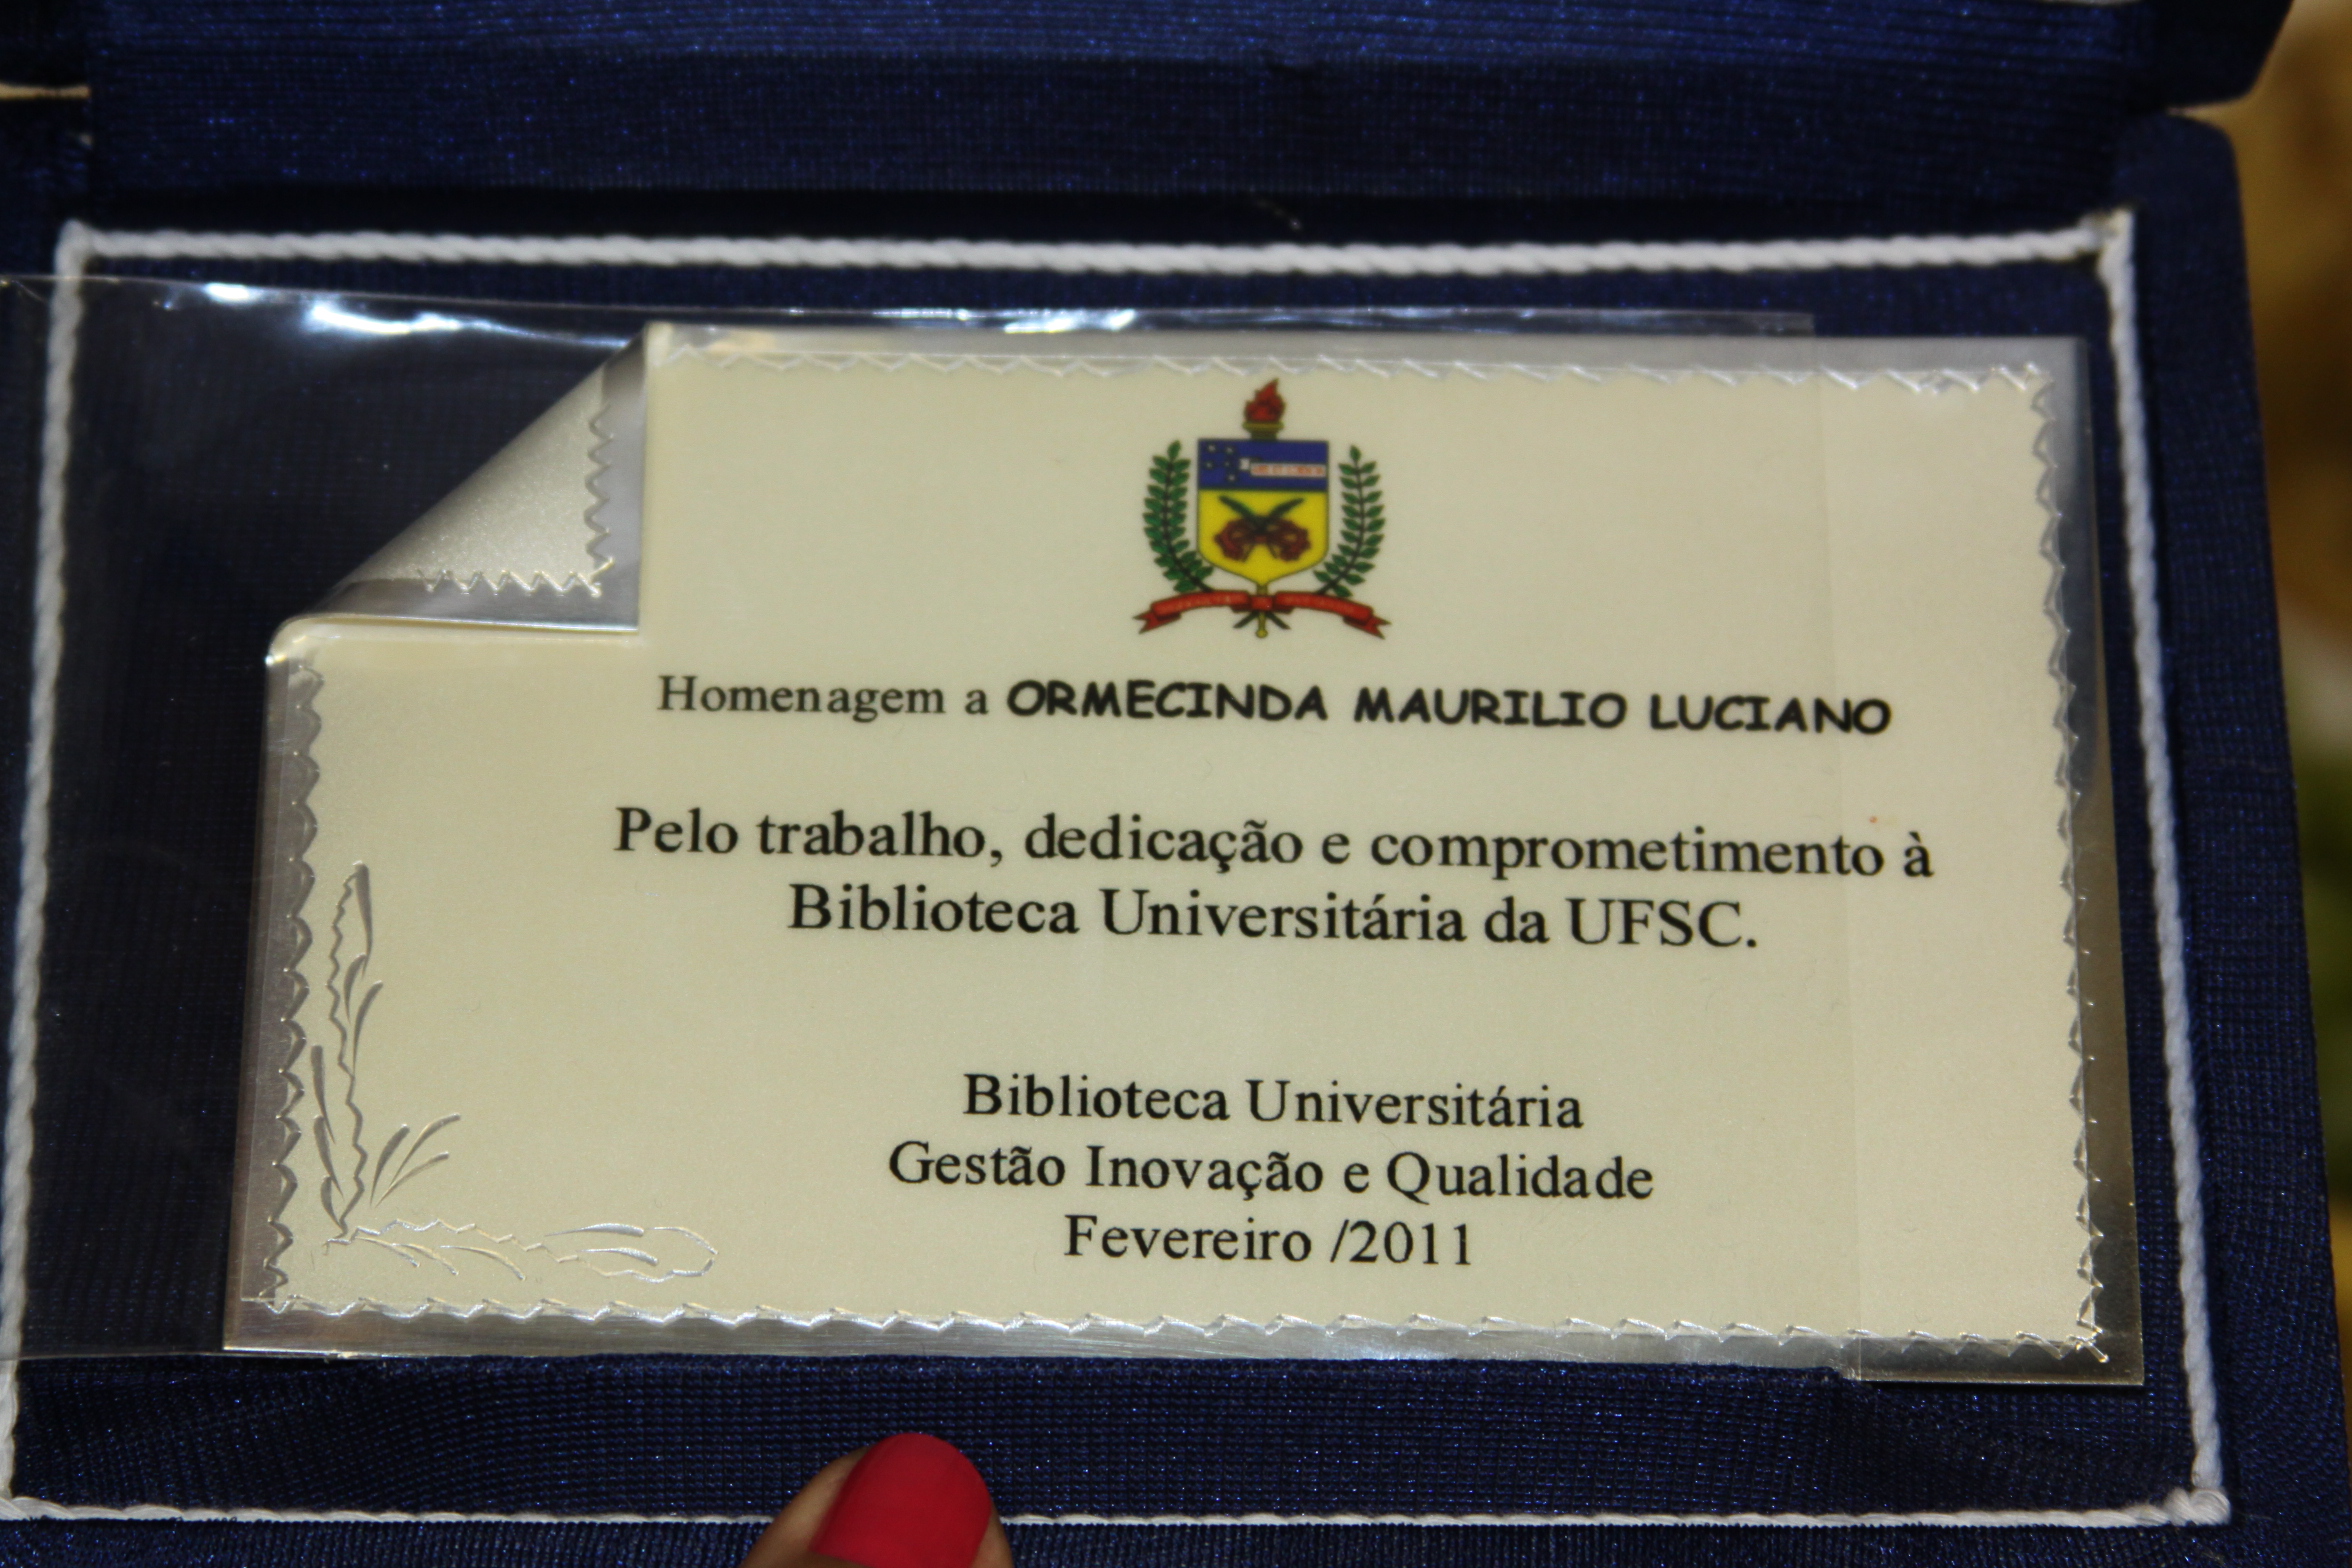 Homenagem a ORMECINDA MAURILIO LUCIANO
Pelo trabalho, dedicação e comprometimento à
Biblioteca Universitária da UFSC.
Biblioteca Universitária
Gestão Inovação e Qualidade
Fevereiro /2011